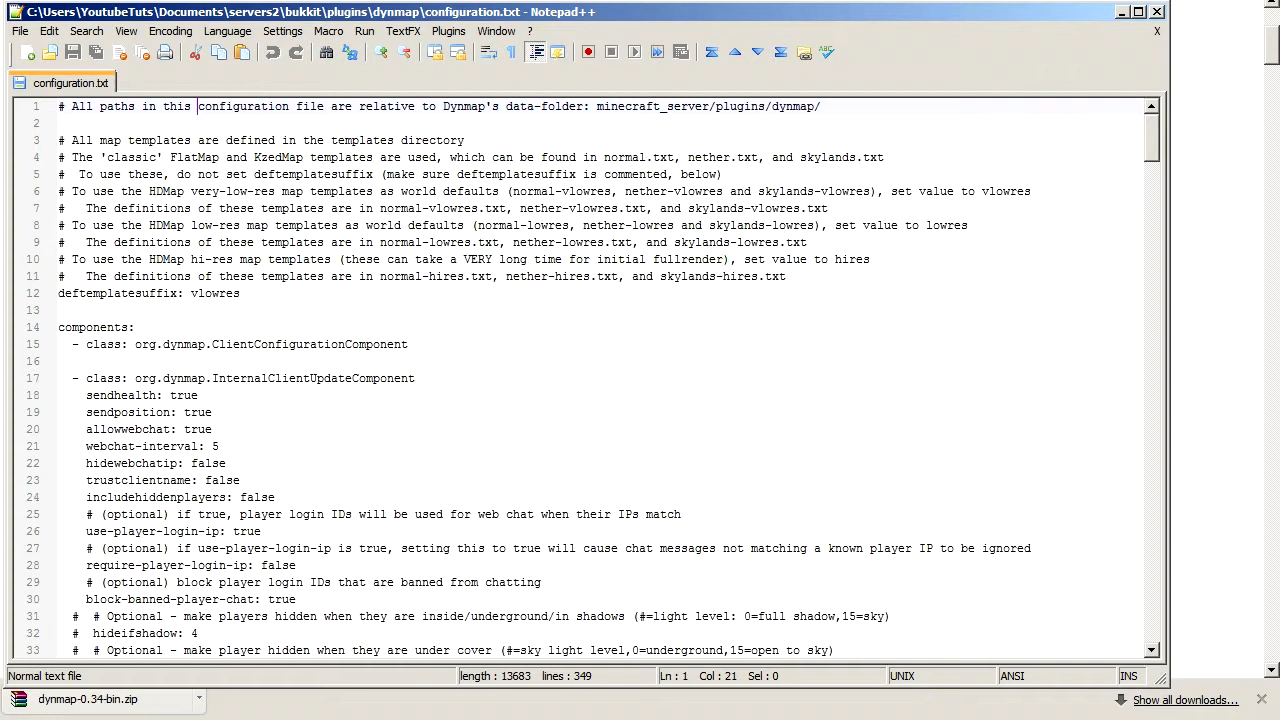 C:\Users\YoutubeTuts\Documents\servers2\bukkit\plugins\dynmap\configuration.txt - Notepad++
File Edit Search View Encoding Language Settings Macro Run TextFX Plugins Window ? X
configuration.txt
1 # All paths in this configuration file are relative to Dynmap's data-folder: minecraft_server/plugins/dynmap/
2
3 # All map templates are defined in the templates directory
4 # The 'classic' FlatMap and KzedMap templates are used, which can be found in normal.txt, nether.txt, and skylands.txt
5 #  To use these, do not set deftemplatesuffix (make sure deftemplatesuffix is commented, below)
6 # To use the HDMap very-low-res map templates as world defaults (normal-vlowres, nether-vlowres and skylands-vlowres), set value to vlowres
7 #   The definitions of these templates are in normal-vlowres.txt, nether-vlowres.txt, and skylands-vlowres.txt
8 # To use the HDMap low-res map templates as world defaults (normal-lowres, nether-lowres and skylands-lowres), set value to lowres
9 #   The definitions of these templates are in normal-lowres.txt, nether-lowres.txt, and skylands-lowres.txt
10 # To use the HDMap hi-res map templates (these can take a VERY long time for initial fullrender), set value to hires
11 #   The definitions of these templates are in normal-hires.txt, nether-hires.txt, and skylands-hires.txt
12 deftemplatesuffix: vlowres
13
14 components:
15   - class: org.dynmap.ClientConfigurationComponent
16
17   - class: org.dynmap.InternalClientUpdateComponent
18     sendhealth: true
19     sendposition: true
20     allowwebchat: true
21     webchat-interval: 5
22     hidewebchatip: false
23     trustclientname: false
24     includehiddenplayers: false
25     # (optional) if true, player login IDs will be used for web chat when their IPs match
26     use-player-login-ip: true
27     # (optional) if use-player-login-ip is true, setting this to true will cause chat messages not matching a known player IP to be ignored
28     require-player-login-ip: false
29     # (optional) block player login IDs that are banned from chatting
30     block-banned-player-chat: true
31   #  # Optional - make players hidden when they are inside/underground/in shadows (#=light level: 0=full shadow,15=sky)
32   #  hideifshadow: 4
33   #  # Optional - make player hidden when they are under cover (#=sky light level,0=underground,15=open to sky)
Normal text file length : 13683 lines : 349 Ln : 1 Col : 21 Sel : 0 UNIX ANSI INS
dynmap-0.34-bin.zip Show all downloads...